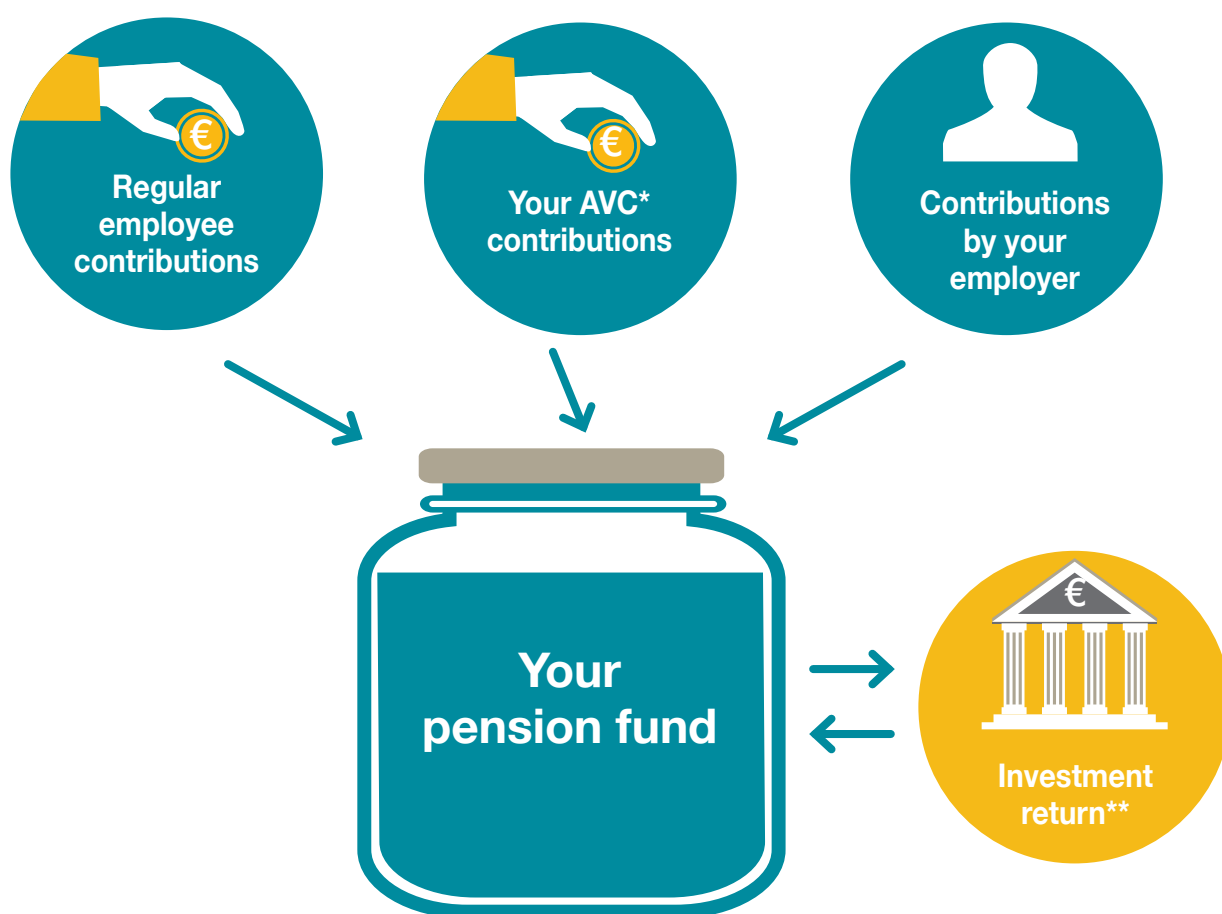 €
Regular
employee
contributions
€
Your AVC*
contributions
Contributions
by your
employer
Your
pension fund
€
Investment
return**